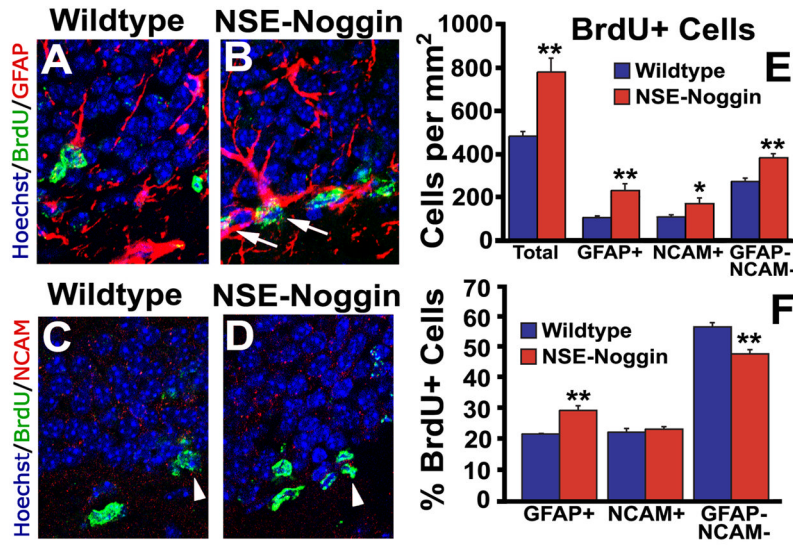 Wildtype
NSE-Noggin
A
B
Hoechst/BrdU/GFAP
Wildtype
NSE-Noggin
C
D
Hoechst/BrdU/NCAM
BrdU+ Cells
E
Wildtype
NSE-Noggin
Cells per mm²
1000
800
600
400
200
0
**
**
*
**
Total
GFAP+
NCAM+
GFAP-
NCAM-
F
Wildtype
NSE-Noggin
% BrdU+ Cells
70
60
50
40
30
20
10
0
**
**
GFAP+
NCAM+
GFAP-
NCAM-